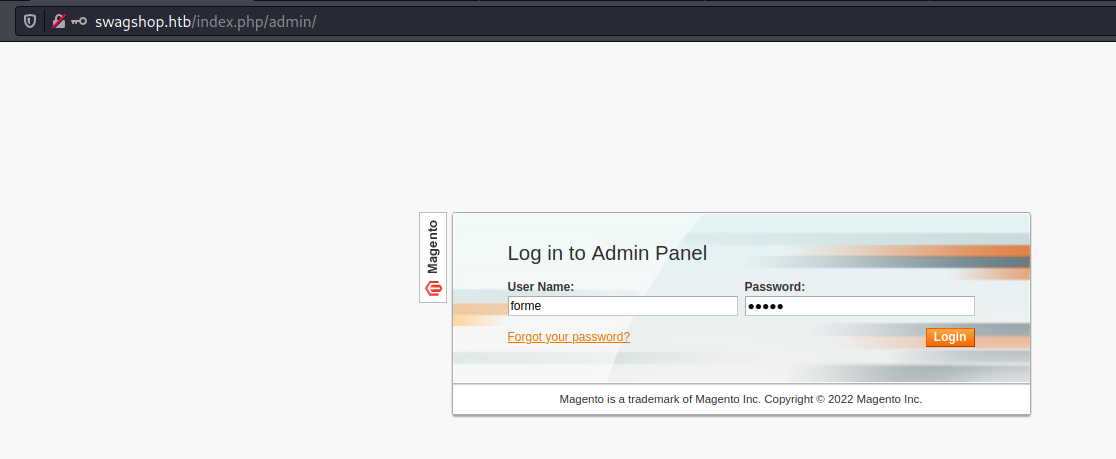 swagshop.htb/index.php/admin/
Magento
Log in to Admin Panel
User Name: Password:
forme •••••
Forgot your password? Login
Magento is a trademark of Magento Inc. Copyright © 2022 Magento Inc.